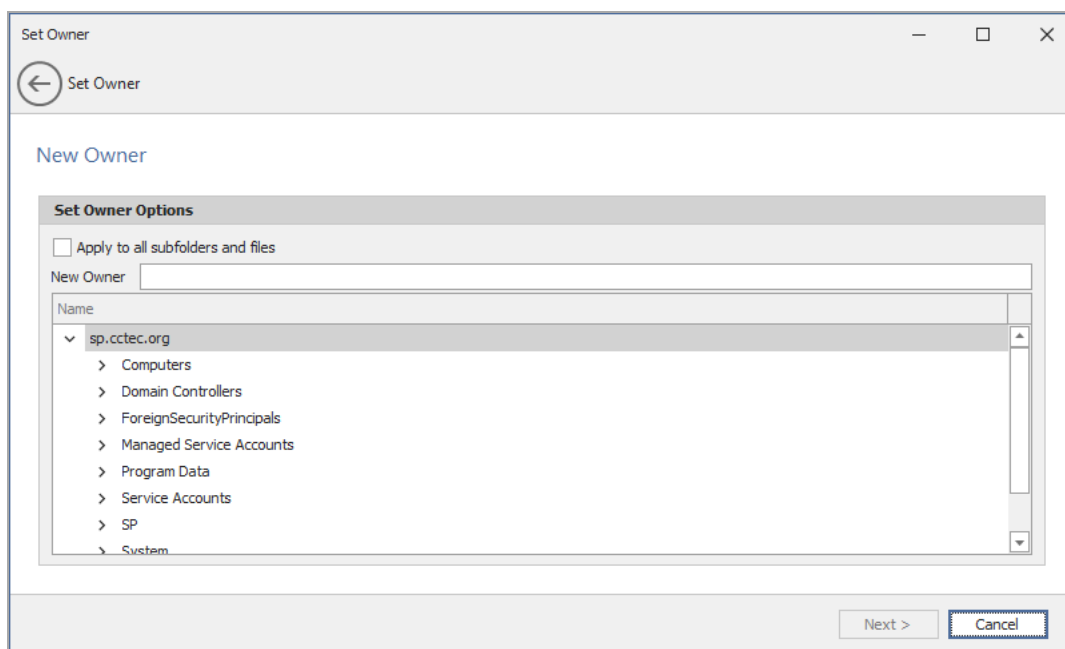 Set Owner
Set Owner
New Owner
Set Owner Options
Apply to all subfolders and files
New Owner
Name
sp.cctec.org
Computers
Domain Controllers
ForeignSecurityPrincipals
Managed Service Accounts
Program Data
Service Accounts
SP
System
Next >
Cancel